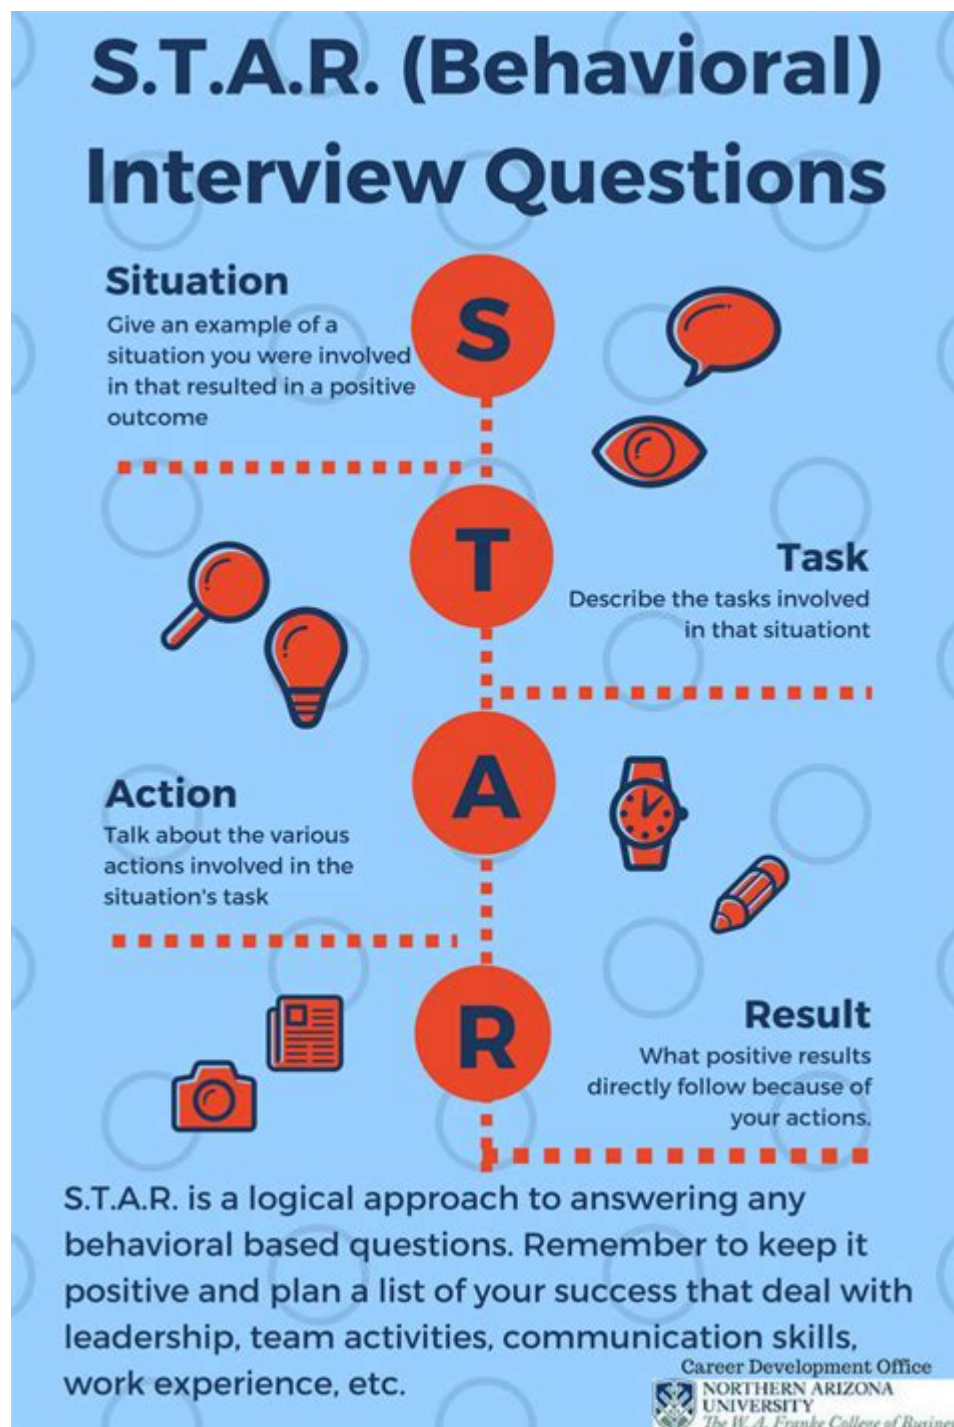 S.T.A.R. (Behavioral)
Interview Questions
Situation
Give an example of a
situation you were involved
in that resulted in a positive
outcome
S
T
Task
Describe the tasks involved
in that situationt
Action
Talk about the various
actions involved in the
situation's task
A
R
Result
What positive results
directly follow because of
your actions.
S.T.A.R. is a logical approach to answering any
behavioral based questions. Remember to keep it
positive and plan a list of your success that deal with
leadership, team activities, communication skills,
work experience, etc.
Career Development Office
NORTHERN ARIZONA
UNIVERSITY
The W. A. Franke College of